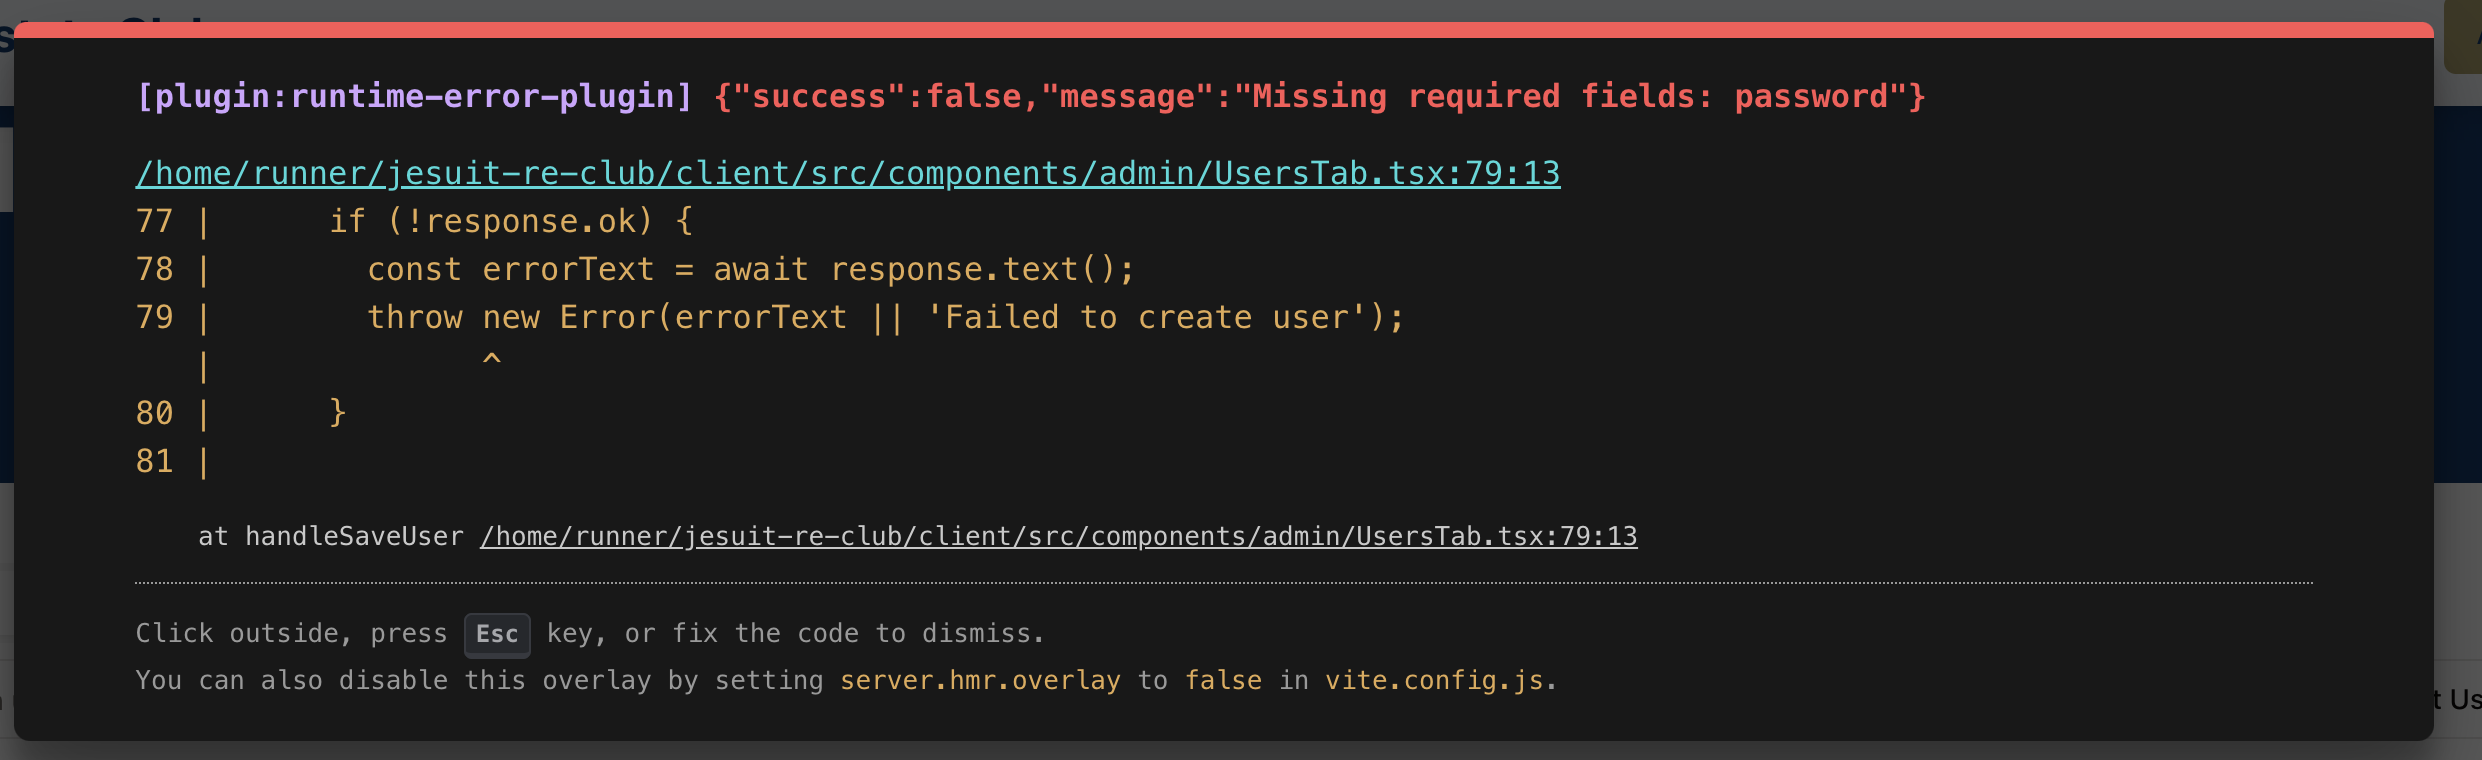 [plugin:runtime-error-plugin] {"success":false,"message":"Missing required fields: password"}
/home/runner/jesuit-re-club/client/src/components/admin/UsersTab.tsx:79:13
77 |      if (!response.ok) {
78 |        const errorText = await response.text();
79 |        throw new Error(errorText || 'Failed to create user');
   |              ^
80 |      }
81 |
at handleSaveUser /home/runner/jesuit-re-club/client/src/components/admin/UsersTab.tsx:79:13
Click outside, press Esc key, or fix the code to dismiss.
You can also disable this overlay by setting server.hmr.overlay to false in vite.config.js.